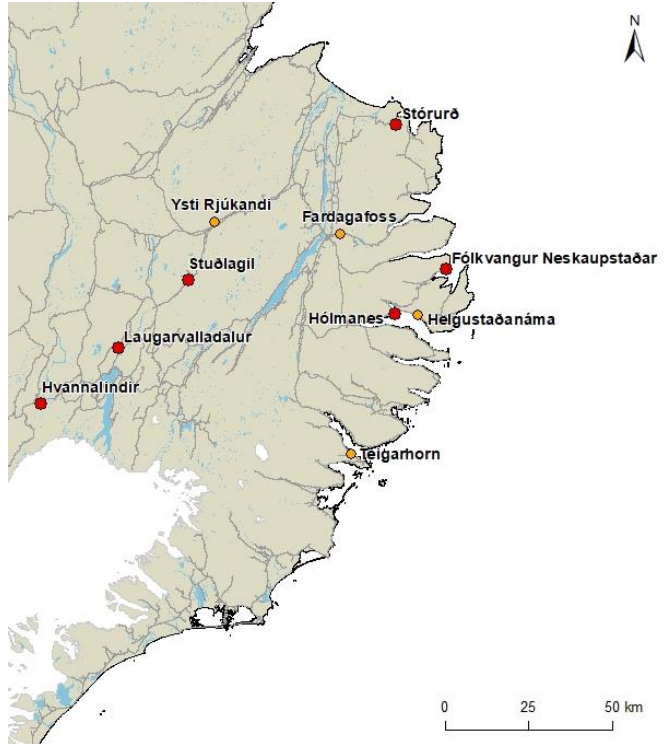 N
Stórurð
Ysti Rjúkandi
Fardagafoss
Stuðlagil
Fólkvangur Neskaupstaðar
Hólmanes
Helgustaðanáma
Laugarvalladalur
Hvannalindir
Teigarhorn
0 25 50 km